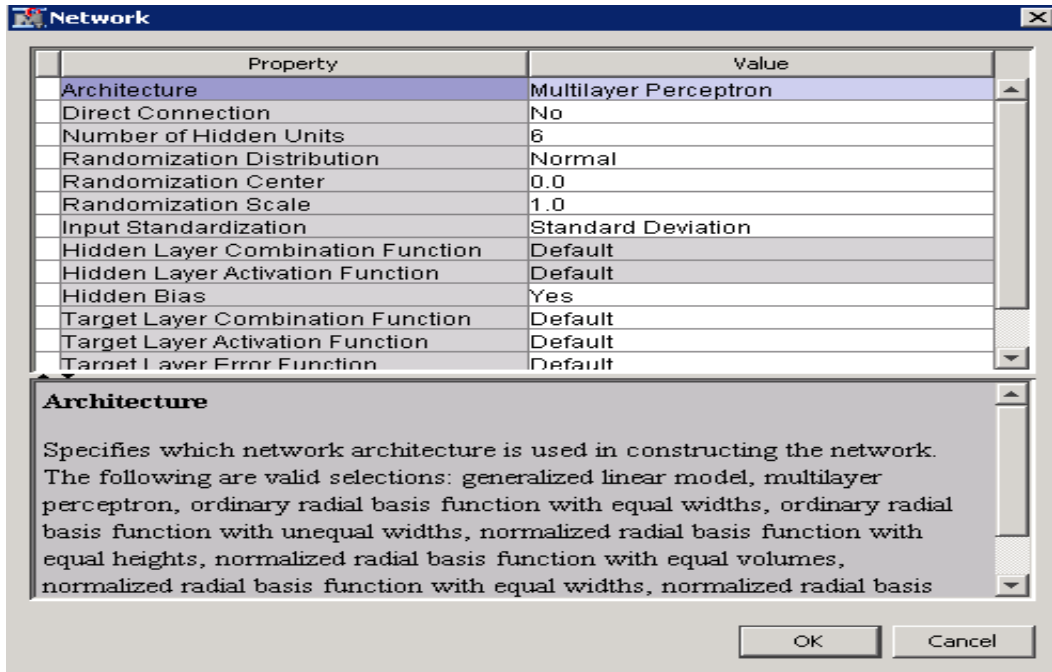 Network
Property Value
Architecture Multilayer Perceptron
Direct Connection No
Number of Hidden Units 6
Randomization Distribution Normal
Randomization Center 0.0
Randomization Scale 1.0
Input Standardization Standard Deviation
Hidden Layer Combination Function Default
Hidden Layer Activation Function Default
Hidden Bias Yes
Target Layer Combination Function Default
Target Layer Activation Function Default
Target Layer Error Function Default
Architecture
Specifies which network architecture is used in constructing the network.
The following are valid selections: generalized linear model, multilayer
perceptron, ordinary radial basis function with equal widths, ordinary radial
basis function with unequal widths, normalized radial basis function with
equal heights, normalized radial basis function with equal volumes,
normalized radial basis function with equal widths, normalized radial basis
OK Cancel